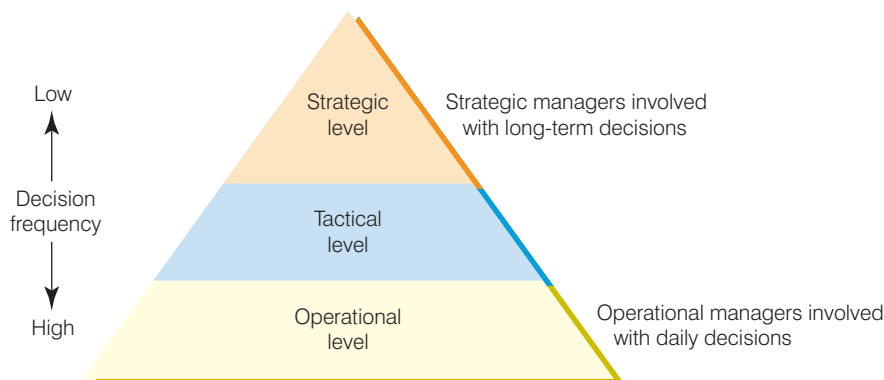 Low
Decision
frequency
High
Strategic
level
Tactical
level
Operational
level
Strategic managers involved
with long-term decisions
Operational managers involved
with daily decisions